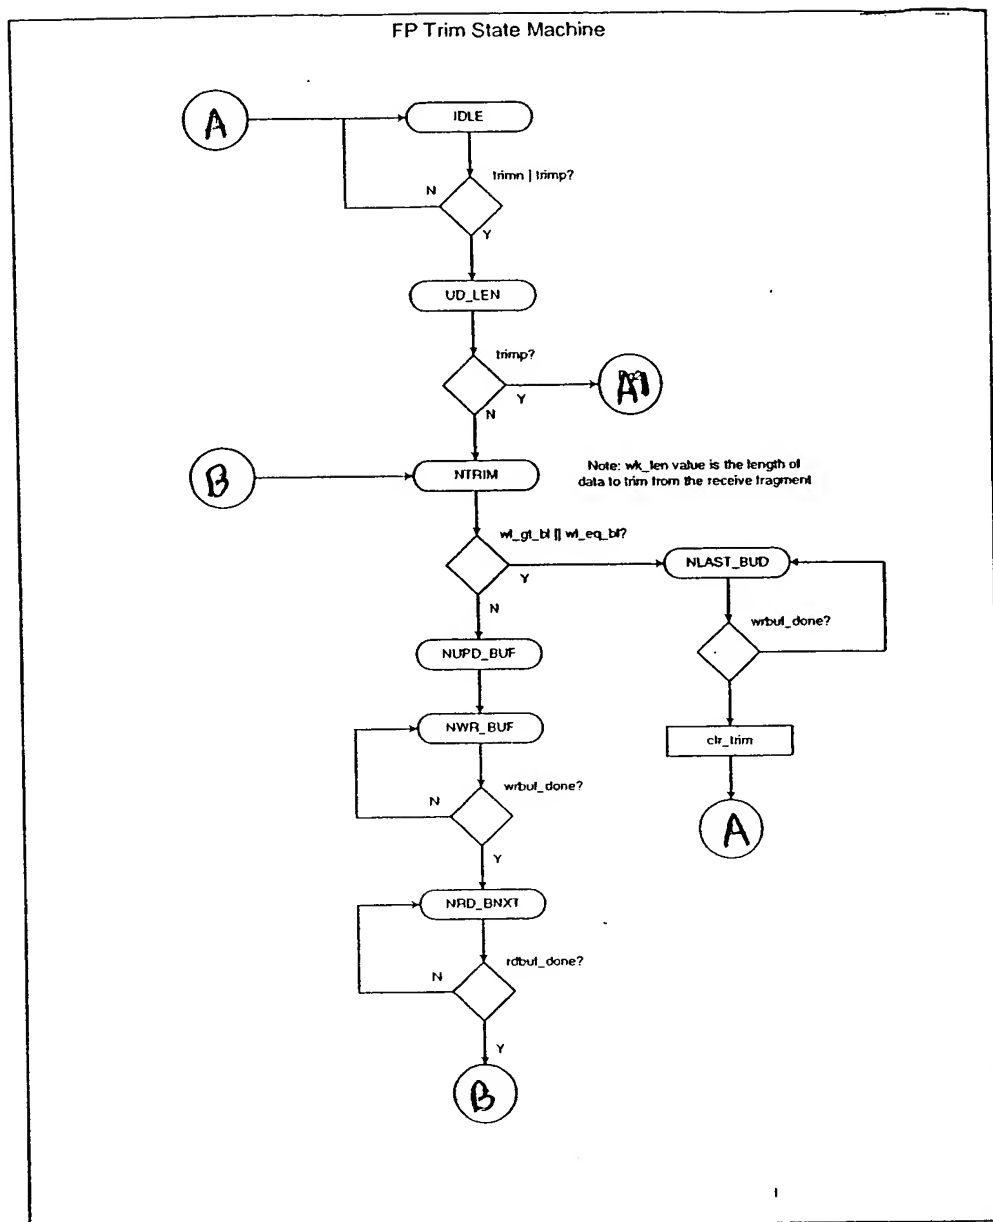 FP Trim State Machine
A
IDLE
trimn | trimp?
N
Y
UD_LEN
trimp?
A1
Y
N
B
NTRIM
Note: wk_len value is the length of
data to trim from the receive fragment
wl_gt_bl || wl_eq_bl?
NLAST_BUD
Y
N
wrbuf_done?
NUPD_BUF
NWR_BUF
clr_trim
wrbuf_done?
N
A
Y
NRD_BNXT
rdbuf_done?
N
Y
B